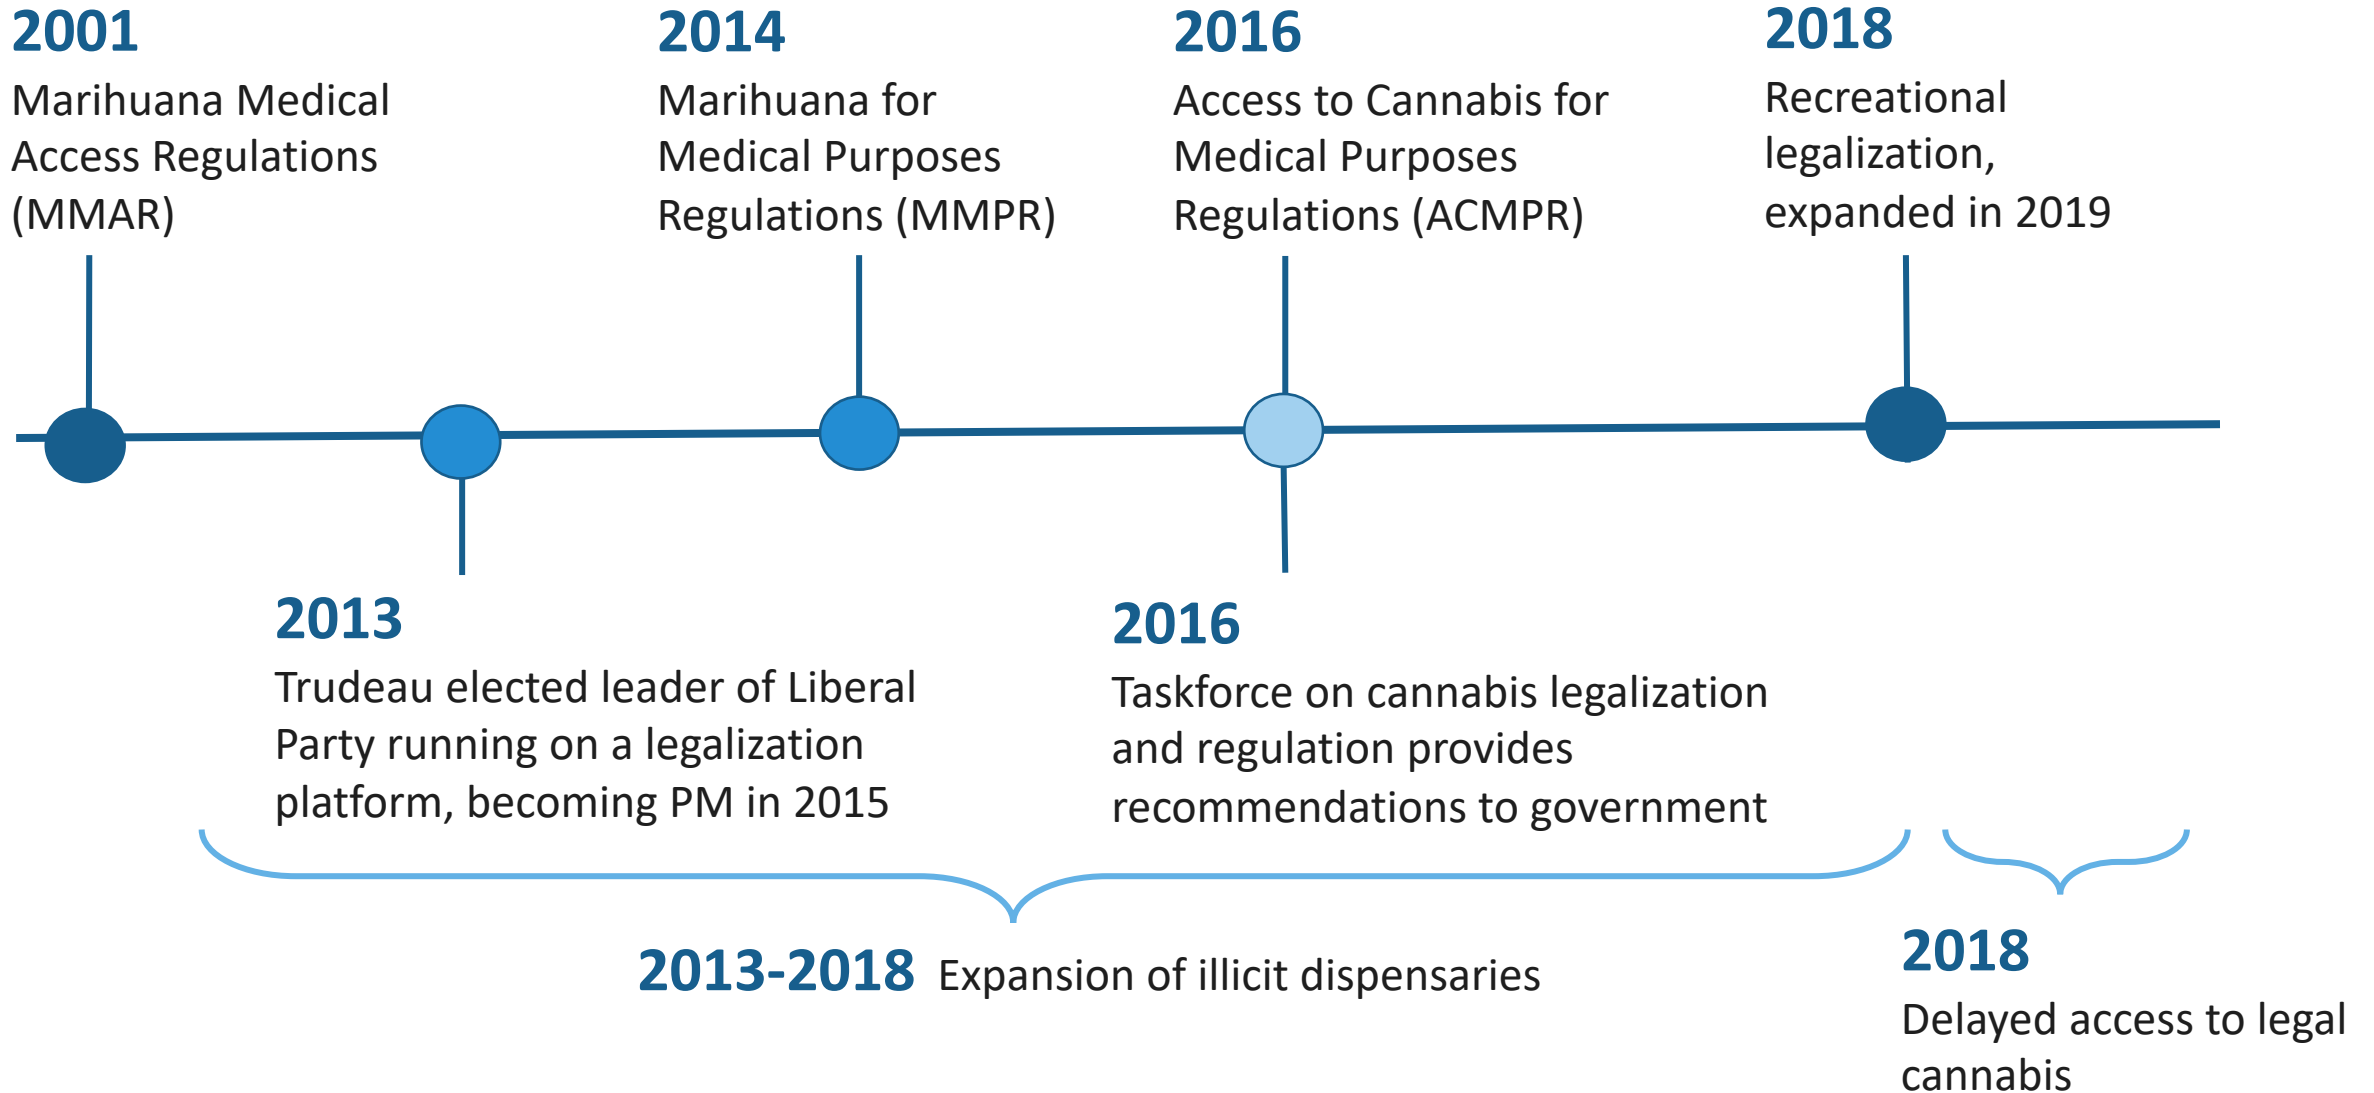 2001
Marihuana Medical
Access Regulations
(MMAR)
2014
Marihuana for
Medical Purposes
Regulations (MMPR)
2016
Access to Cannabis for
Medical Purposes
Regulations (ACMPR)
2018
Recreational
legalization,
expanded in 2019
2013
Trudeau elected leader of Liberal
Party running on a legalization
platform, becoming PM in 2015
2016
Taskforce on cannabis legalization
and regulation provides
recommendations to government
2013-2018 Expansion of illicit dispensaries
2018
Delayed access to legal
cannabis